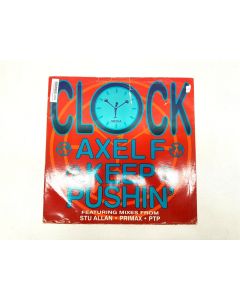 CLOCK
AXEL F
KEEP
PUSHIN'
FEATURING MIXES FROM
STU ALLAN • PRIMAX • PTP